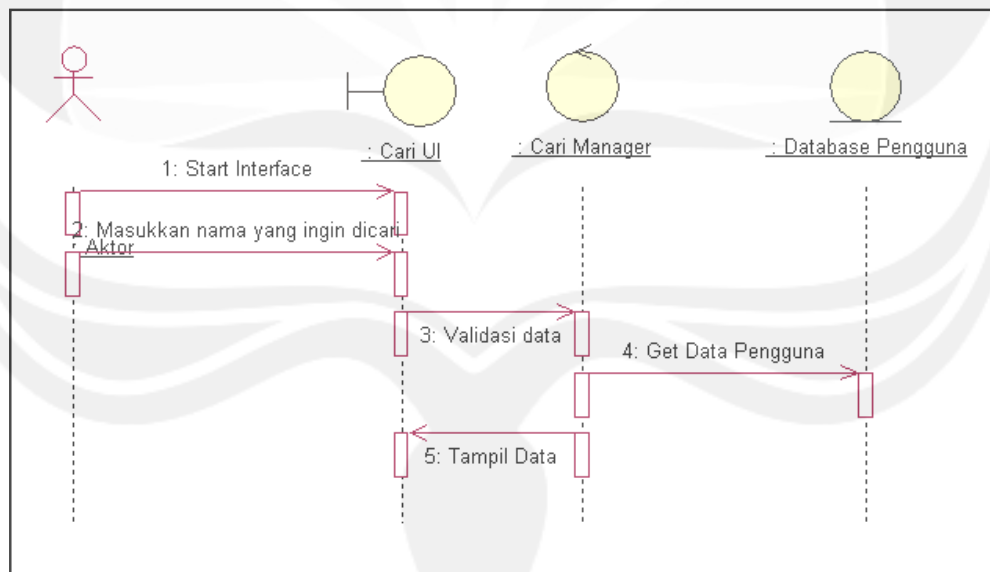 : Cari UI
: Cari Manager
: Database Pengguna
1: Start Interface
2: Masukkan nama yang ingin dicari
: Aktor
3: Validasi data
4: Get Data Pengguna
5: Tampil Data